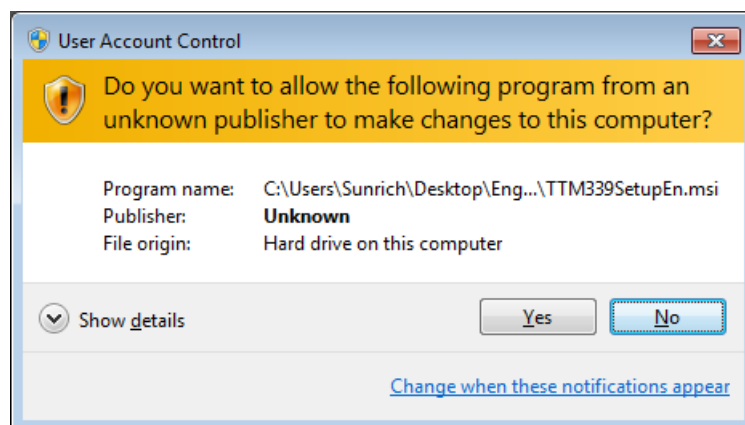 User Account Control
Do you want to allow the following program from an
unknown publisher to make changes to this computer?
Program name: C:\Users\Sunrich\Desktop\Eng...\TTM339SetupEn.msi
Publisher: Unknown
File origin: Hard drive on this computer
Show details
Yes
No
Change when these notifications appear